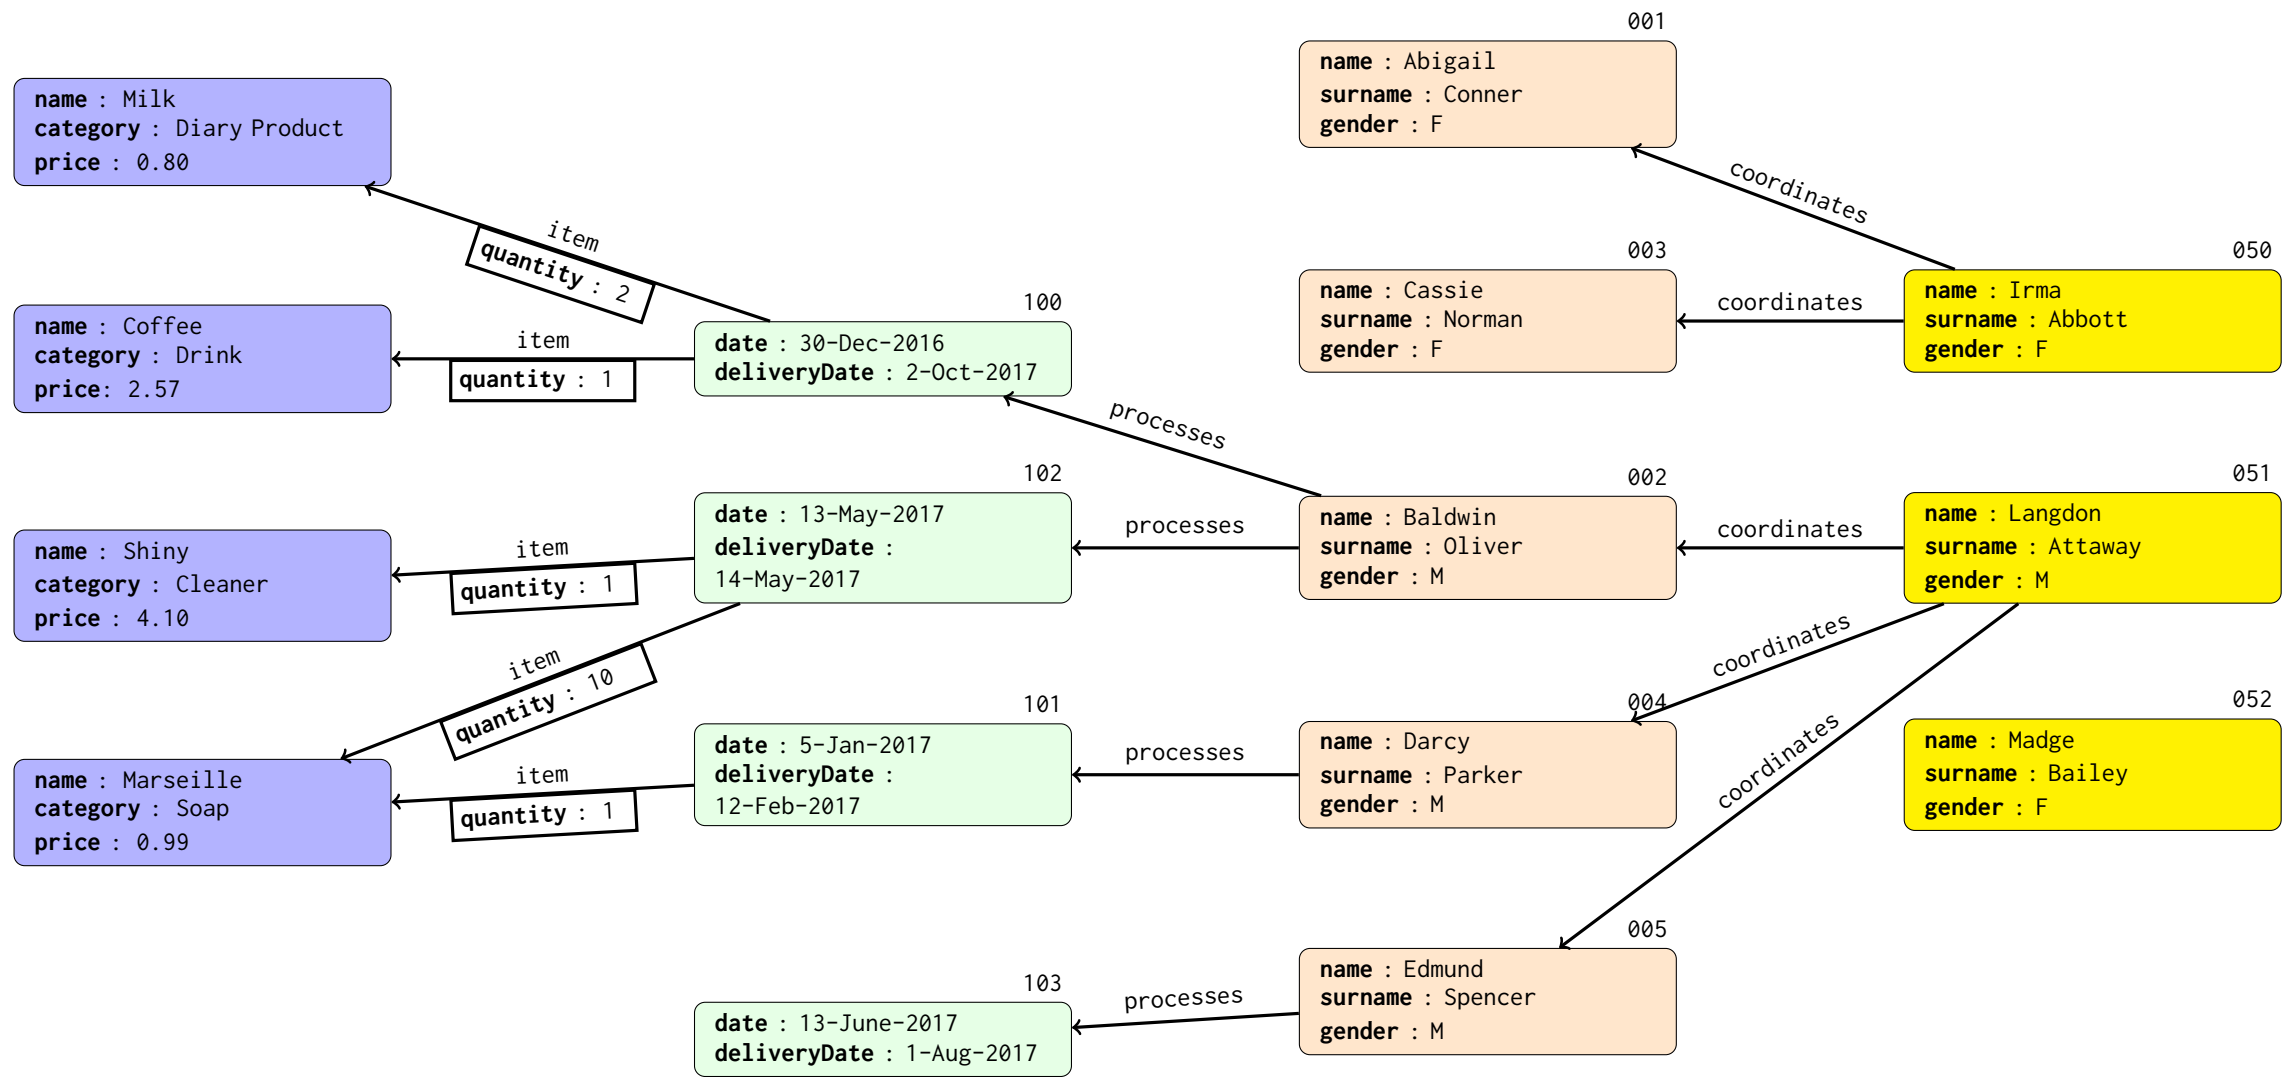 name : Milk
category : Diary Product
price : 0.80
name : Coffee
category : Drink
price: 2.57
name : Shiny
category : Cleaner
price : 4.10
name : Marseille
category : Soap
price : 0.99
item
quantity : 2
item
quantity : 1
item
quantity : 1
item
quantity : 10
item
quantity : 1
100
date : 30-Dec-2016
deliveryDate : 2-Oct-2017
102
date : 13-May-2017
deliveryDate :
14-May-2017
101
date : 5-Jan-2017
deliveryDate :
12-Feb-2017
103
date : 13-June-2017
deliveryDate : 1-Aug-2017
processes
processes
processes
processes
001
name : Abigail
surname : Conner
gender : F
003
name : Cassie
surname : Norman
gender : F
002
name : Baldwin
surname : Oliver
gender : M
004
name : Darcy
surname : Parker
gender : M
005
name : Edmund
surname : Spencer
gender : M
coordinates
coordinates
coordinates
coordinates
coordinates
050
name : Irma
surname : Abbott
gender : F
051
name : Langdon
surname : Attaway
gender : M
052
name : Madge
surname : Bailey
gender : F